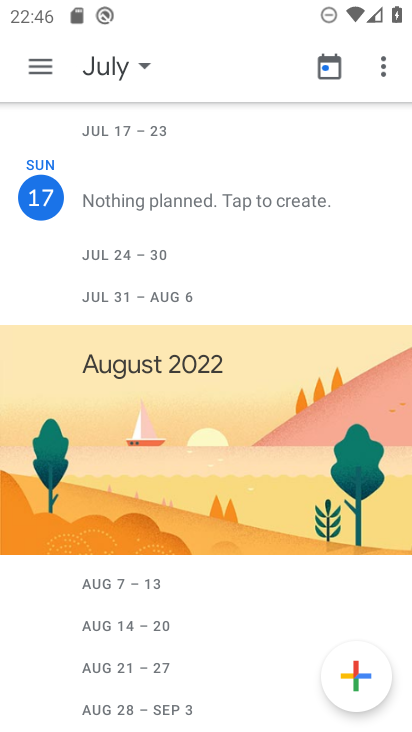 22:46
July
JUL 17 – 23
SUN
17
Nothing planned. Tap to create.
JUL 24 – 30
JUL 31 – AUG 6
August 2022
AUG 7 – 13
AUG 14 – 20
AUG 21 – 27
AUG 28 – SEP 3